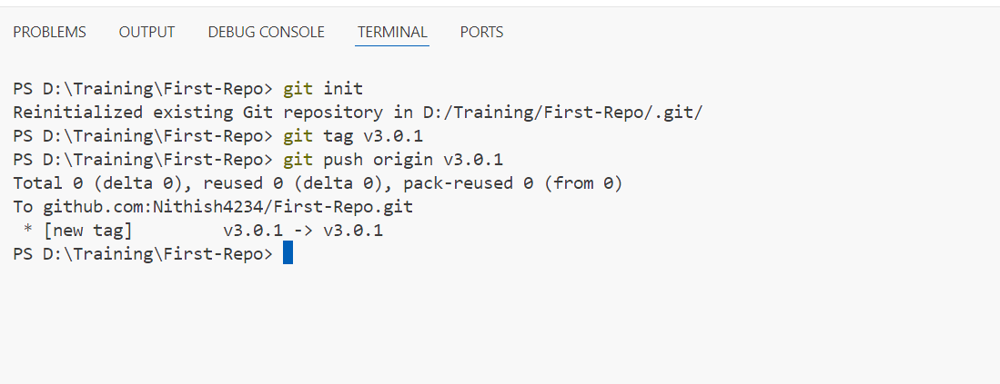 PROBLEMS OUTPUT DEBUG CONSOLE TERMINAL PORTS
PS D:\Training\First-Repo> git init
Reinitialized existing Git repository in D:/Training/First-Repo/.git/
PS D:\Training\First-Repo> git tag v3.0.1
PS D:\Training\First-Repo> git push origin v3.0.1
Total 0 (delta 0), reused 0 (delta 0), pack-reused 0 (from 0)
To github.com:Nithish4234/First-Repo.git
 * [new tag]         v3.0.1 -> v3.0.1
PS D:\Training\First-Repo>